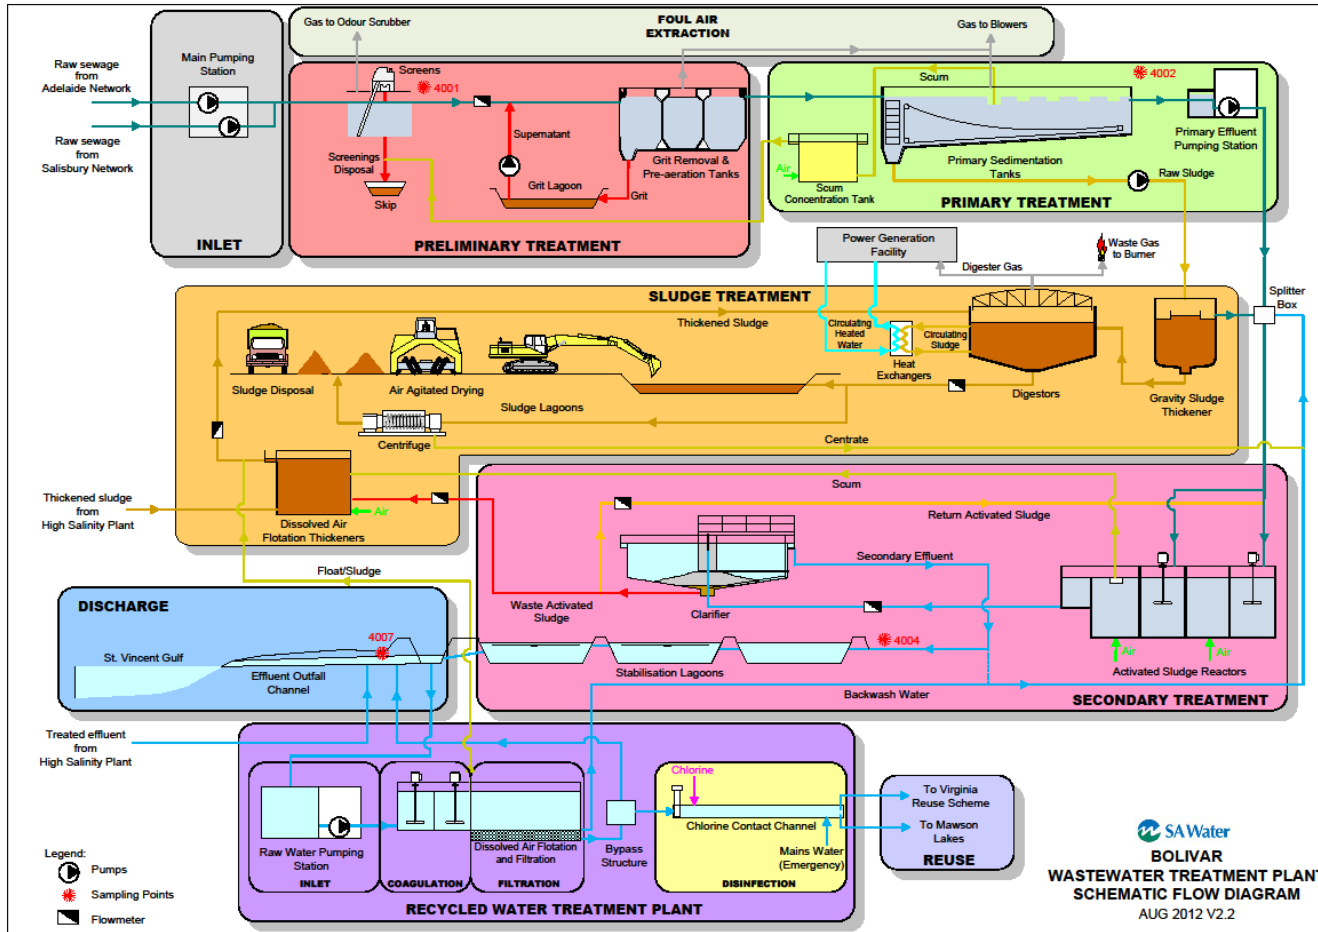 Gas to Odour Scrubber
FOUL AIR
EXTRACTION
Gas to Blowers
Raw sewage
from
Adelaide Network
Raw sewage
from
Salisbury Network
Main Pumping
Station
INLET
Screens
4001
Supernatant
Screenings
Disposal
Skip
Grit Lagoon
Grit
Grit Removal &
Pre-aeration Tanks
PRELIMINARY TREATMENT
Scum
4002
Air
Scum
Concentration Tank
Primary Sedimentation
Tanks
Primary Effluent
Pumping Station
Raw Sludge
PRIMARY TREATMENT
Power Generation
Facility
Digester Gas
Waste Gas
to Burner
Splitter
Box
SLUDGE TREATMENT
Thickened Sludge
Circulating
Heated
Water
Circulating
Sludge
Heat
Exchangers
Digestors
Gravity Sludge
Thickener
Sludge Disposal
Air Agitated Drying
Sludge Lagoons
Centrifuge
Centrate
Thickened sludge
from
High Salinity Plant
Air
Dissolved Air
Flotation Thickeners
Scum
Return Activated Sludge
Secondary Effluent
Float/Sludge
Waste Activated
Sludge
Clarifier
4004
Stabilisation Lagoons
Air
Air
Activated Sludge Reactors
Backwash Water
SECONDARY TREATMENT
DISCHARGE
4007
St. Vincent Gulf
Effluent Outfall
Channel
Treated effluent
from
High Salinity Plant
Raw Water Pumping
Station
INLET
COAGULATION
Dissolved Air Flotation
and Filtration
FILTRATION
Bypass
Structure
Chlorine
Chlorine Contact Channel
Mains Water
(Emergency)
DISINFECTION
RECYCLED WATER TREATMENT PLANT
To Virginia
Reuse Scheme
To Mawson
Lakes
REUSE
Legend:
Pumps
Sampling Points
Flowmeter
SA Water
BOLIVAR
WASTEWATER TREATMENT PLANT
SCHEMATIC FLOW DIAGRAM
AUG 2012 V2.2